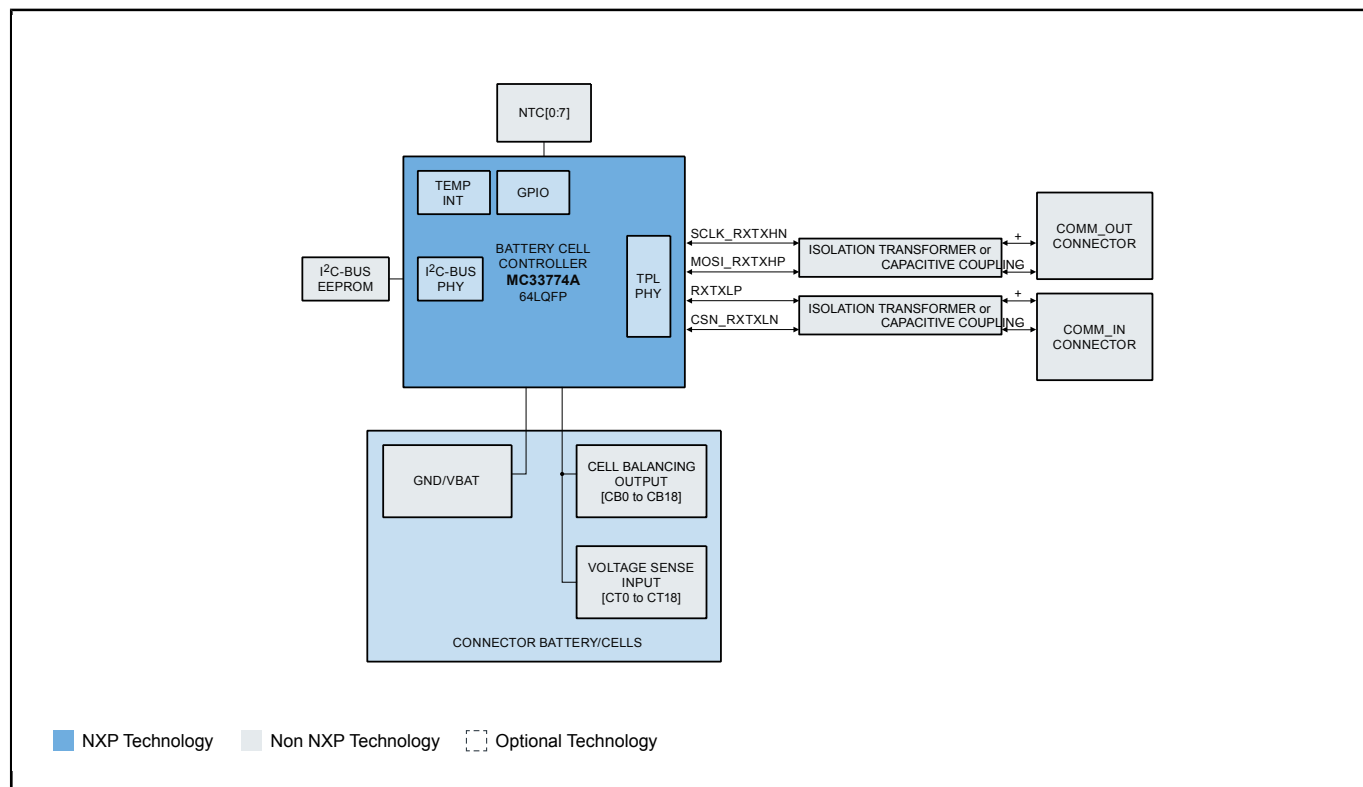 NTC[0:7]
TEMP
INT
GPIO
BATTERY CELL
CONTROLLER
MC33774A
64LQFP
I²C-BUS
EEPROM
I²C-BUS
PHY
TPL
PHY
SCLK_RXTXHN
MOSI_RXTXHP
RXTXLP
CSN_RXTXLN
ISOLATION TRANSFORMER or
CAPACITIVE COUPLING
+
–
COMM_OUT
CONNECTOR
ISOLATION TRANSFORMER or
CAPACITIVE COUPLING
+
–
COMM_IN
CONNECTOR
GND/VBAT
CELL BALANCING
OUTPUT
[CB0 to CB18]
VOLTAGE SENSE
INPUT
[CT0 to CT18]
CONNECTOR BATTERY/CELLS
NXP Technology
Non NXP Technology
Optional Technology